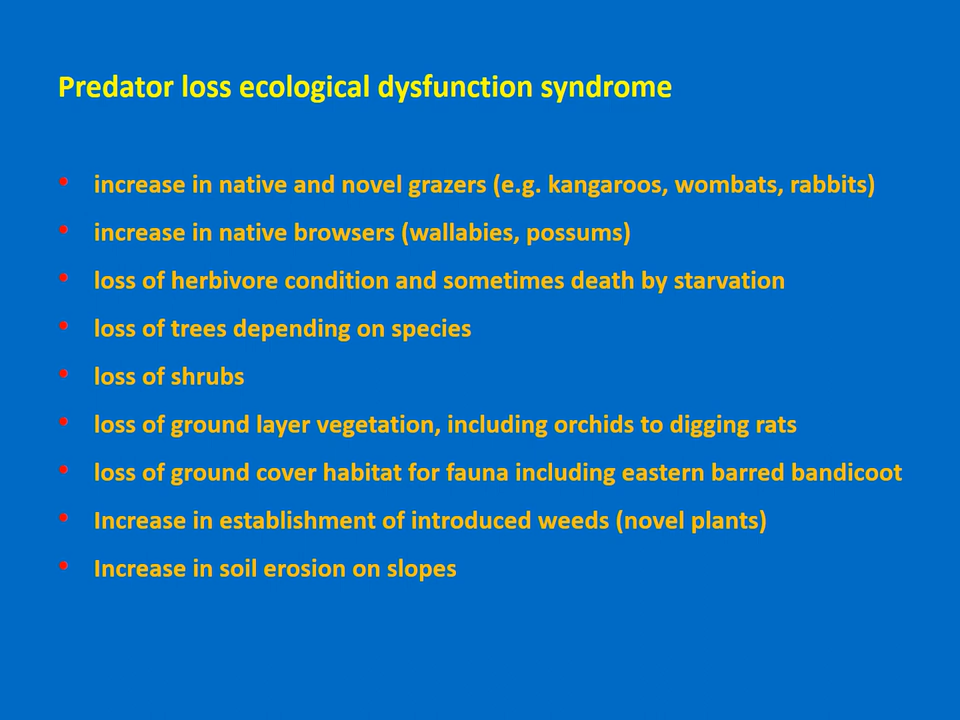 Predator loss ecological dysfunction syndrome
• increase in native and novel grazers (e.g. kangaroos, wombats, rabbits)
• increase in native browsers (wallabies, possums)
• loss of herbivore condition and sometimes death by starvation
• loss of trees depending on species
• loss of shrubs
• loss of ground layer vegetation, including orchids to digging rats
• loss of ground cover habitat for fauna including eastern barred bandicoot
• Increase in establishment of introduced weeds (novel plants)
• Increase in soil erosion on slopes